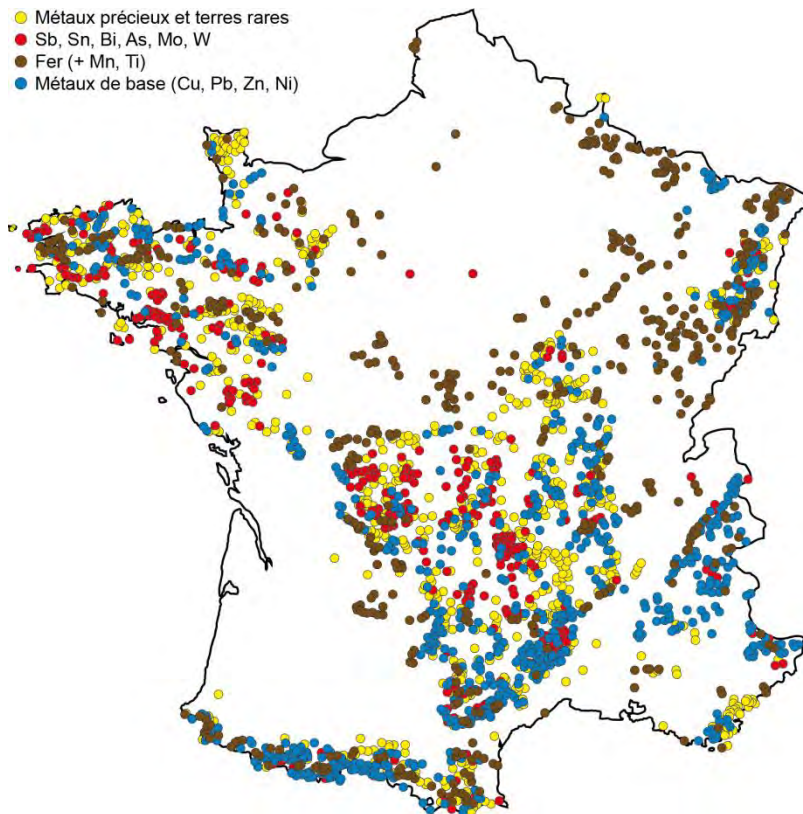 Métaux précieux et terres rares
Sb, Sn, Bi, As, Mo, W
Fer (+ Mn, Ti)
Métaux de base (Cu, Pb, Zn, Ni)